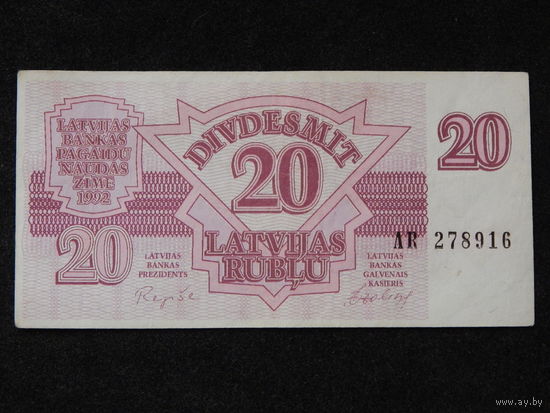 LATVIJAS
BANKAS
PAGAIDU
NAUDAS
ZĪME
1992
DIVDESMIT
20
LATVIJAS
RUBĻU
20
20
AR 278916
LATVIJAS
BANKAS
PREZIDENTS
LATVIJAS
BANKAS
GALVENAIS
KASIERIS
www.ay.by